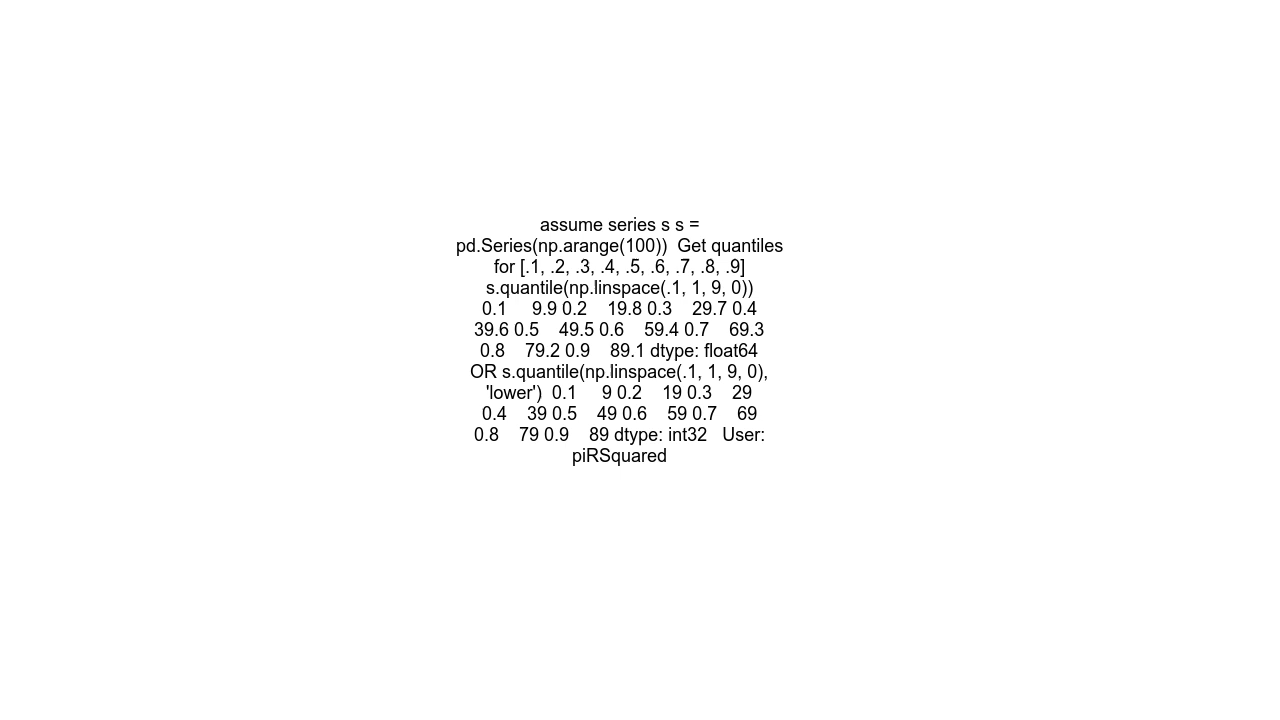 assume series s s =
pd.Series(np.arange(100))  Get quantiles
for [.1, .2, .3, .4, .5, .6, .7, .8, .9]
s.quantile(np.linspace(.1, 1, 9, 0))
0.1     9.9 0.2    19.8 0.3    29.7 0.4
39.6 0.5    49.5 0.6    59.4 0.7    69.3
0.8    79.2 0.9    89.1 dtype: float64
OR s.quantile(np.linspace(.1, 1, 9, 0),
'lower')  0.1     9 0.2    19 0.3    29
0.4    39 0.5    49 0.6    59 0.7    69
0.8    79 0.9    89 dtype: int32   User:
piRSquared